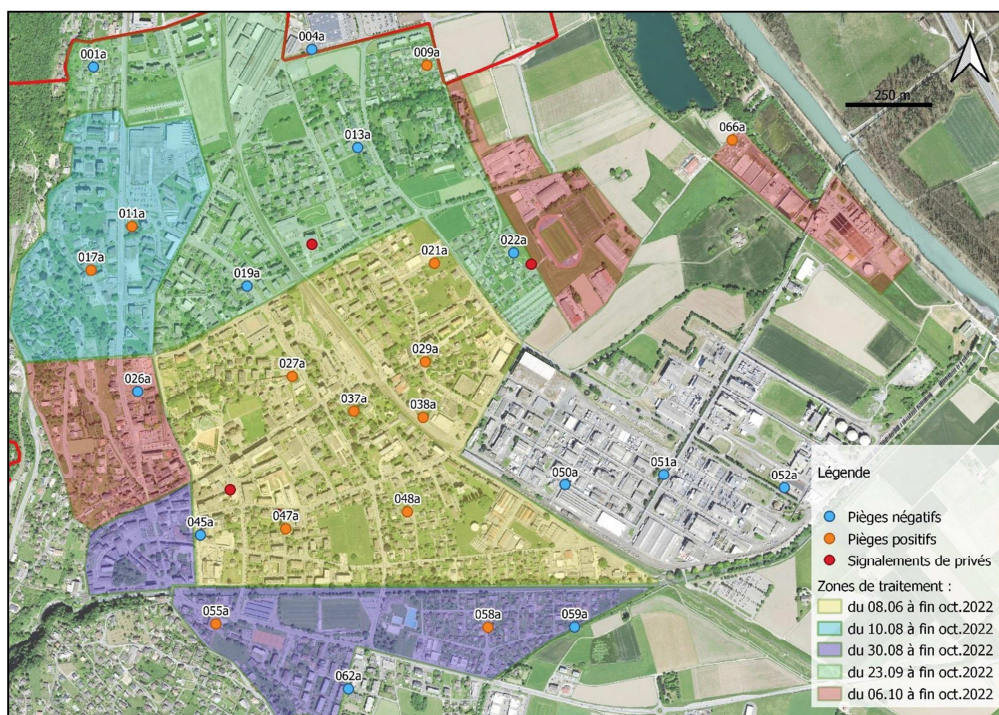 004a
N
001a
009a
250 m
066a
013a
011a
022a
017a
021a
019a
029a
027a
026a
037a
038a
051a
050a
052a
048a
047a
045a
055a
058a
059a
062a
Légende
Pièges négatifs
Pièges positifs
Signalements de privés
Zones de traitement :
du 08.06 à fin oct.2022
du 10.08 à fin oct.2022
du 30.08 à fin oct.2022
du 23.09 à fin oct.2022
du 06.10 à fin oct.2022